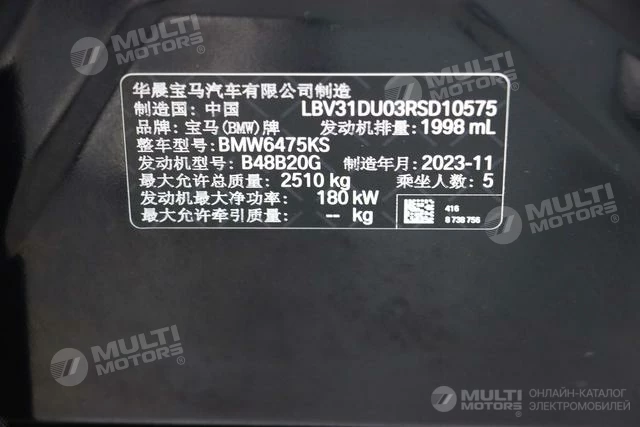 MULTI MOTORS®
MULTI MOTORS®
华晨宝马汽车有限公司制造
制造国：中国 LBV31DU03RSD10575
品牌：宝马(BMW)牌 发动机排量：1998 mL
整车型号：BMW6475KS
发动机型号：B48B20G 制造年月：2023-11
最大允许总质量：2510 kg 乘坐人数：5
发动机最大净功率：180 kW
最大允许牵引质量：-- kg
416
8 738 756
MULTI MOTORS®
MULTI MOTORS®
MULTI MOTORS® ОНЛАЙН-КАТАЛОГ
ЭЛЕКТРОМОБИЛЕЙ